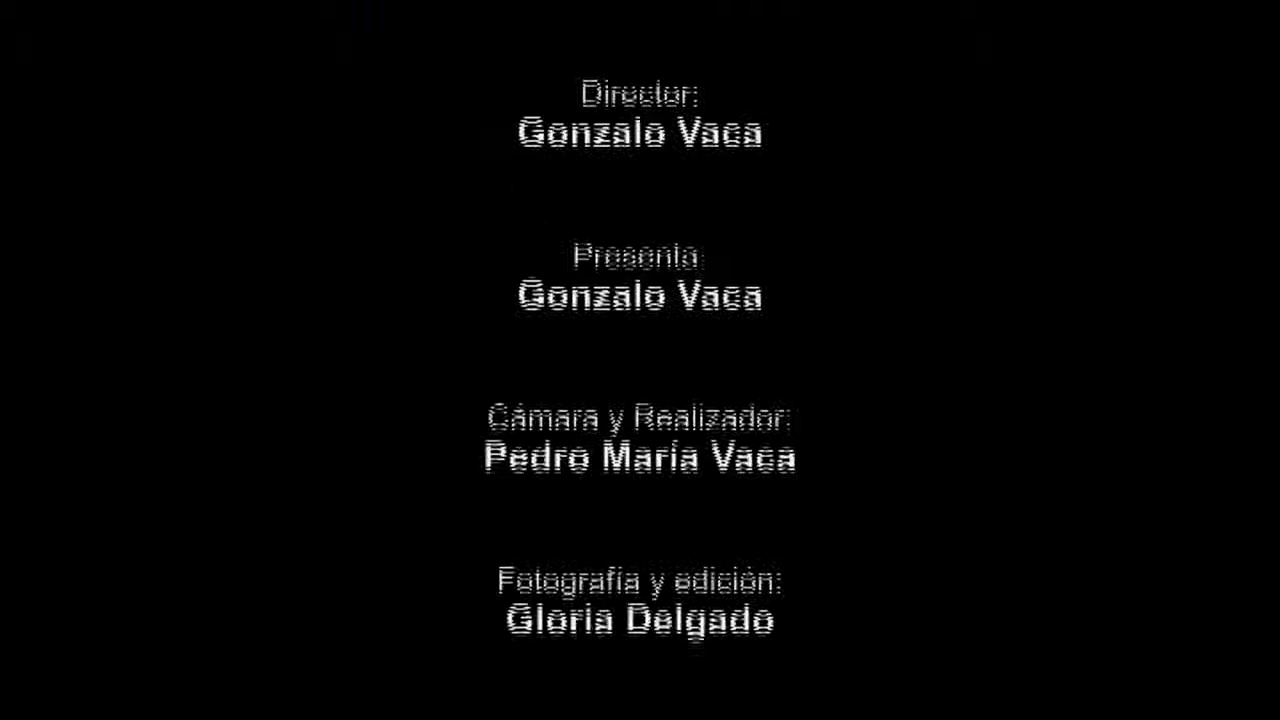 Director:
Gonzalo Vaca
Presenta:
Gonzalo Vaca
Cámara y Realizador:
Pedro María Vaca
Fotografía y edición:
Gloria Delgado